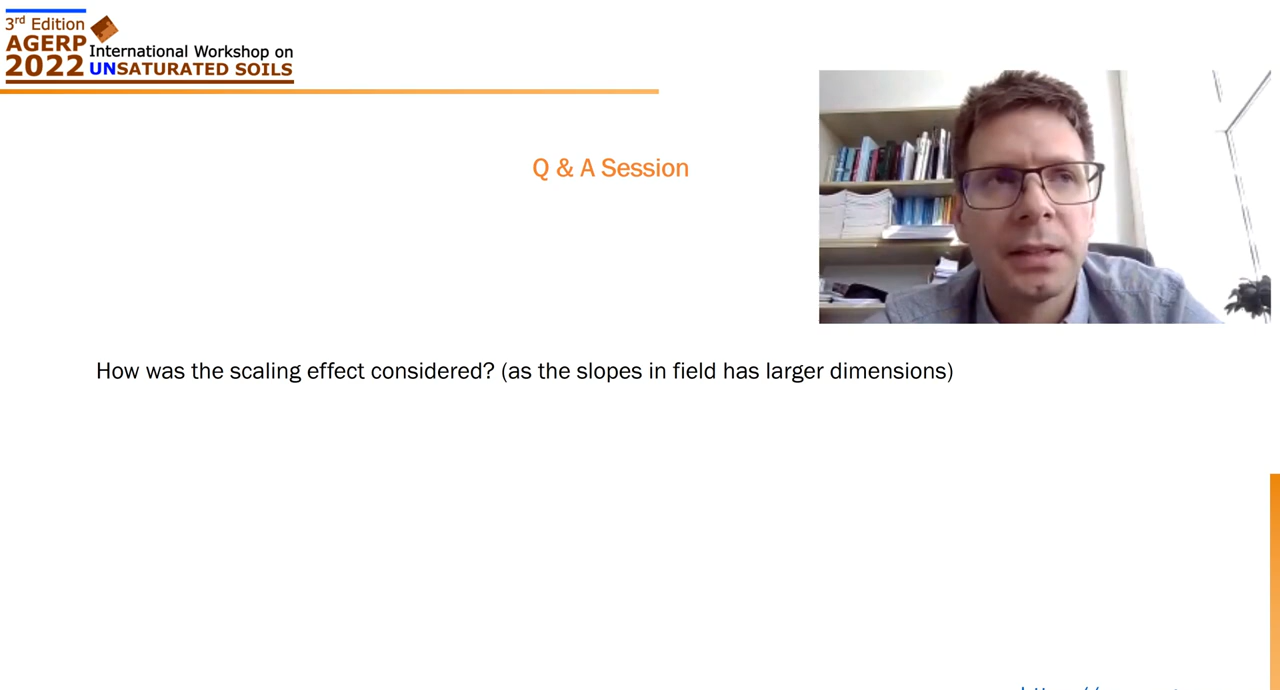 3rd Edition
AGERP
2022
International Workshop on
UNSATURATED SOILS
Q & A Session
How was the scaling effect considered? (as the slopes in field has larger dimensions)